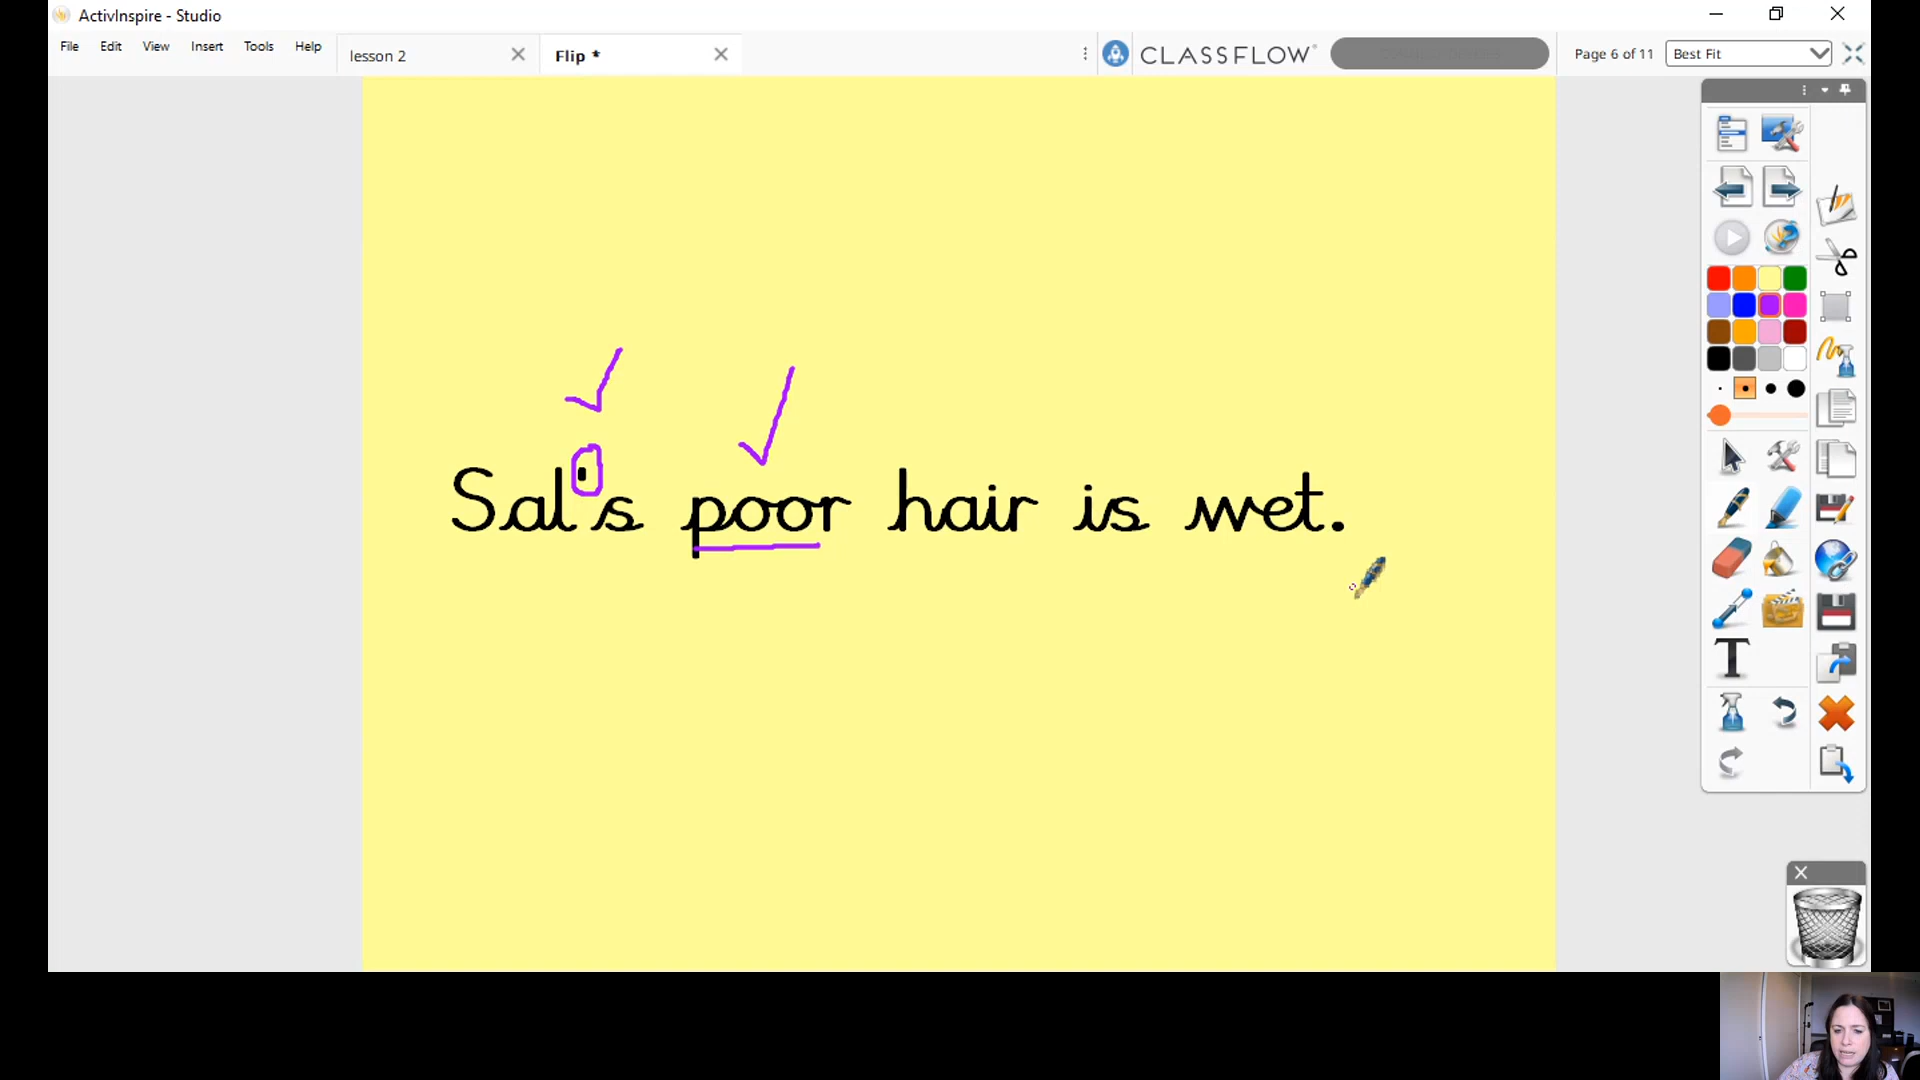 ActivInspire - Studio
File Edit View Insert Tools Help
lesson 2
Flip *
CLASSFLOW
Page 6 of 11
Best Fit
Sal's poor hair is wet.
T